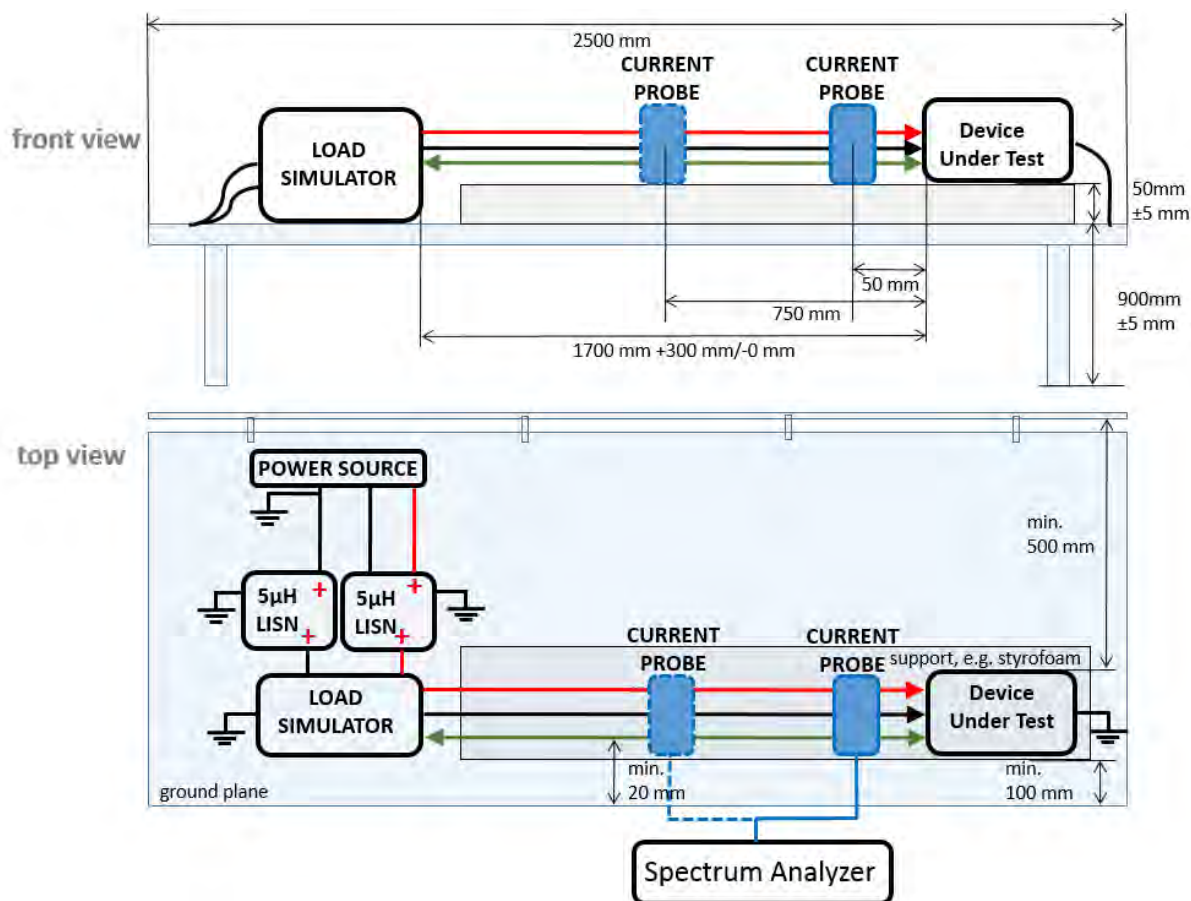 2500 mm
CURRENT
PROBE
CURRENT
PROBE
front view
LOAD
SIMULATOR
Device
Under Test
50mm
±5 mm
50 mm
900mm
±5 mm
750 mm
1700 mm +300 mm/-0 mm
top view
POWER SOURCE
min.
500 mm
5µH
LISN
+
+
5µH
LISN
+
+
CURRENT
PROBE
CURRENT
PROBE
support, e.g. styrofoam
LOAD
SIMULATOR
Device
Under Test
min.
20 mm
min.
100 mm
ground plane
Spectrum Analyzer